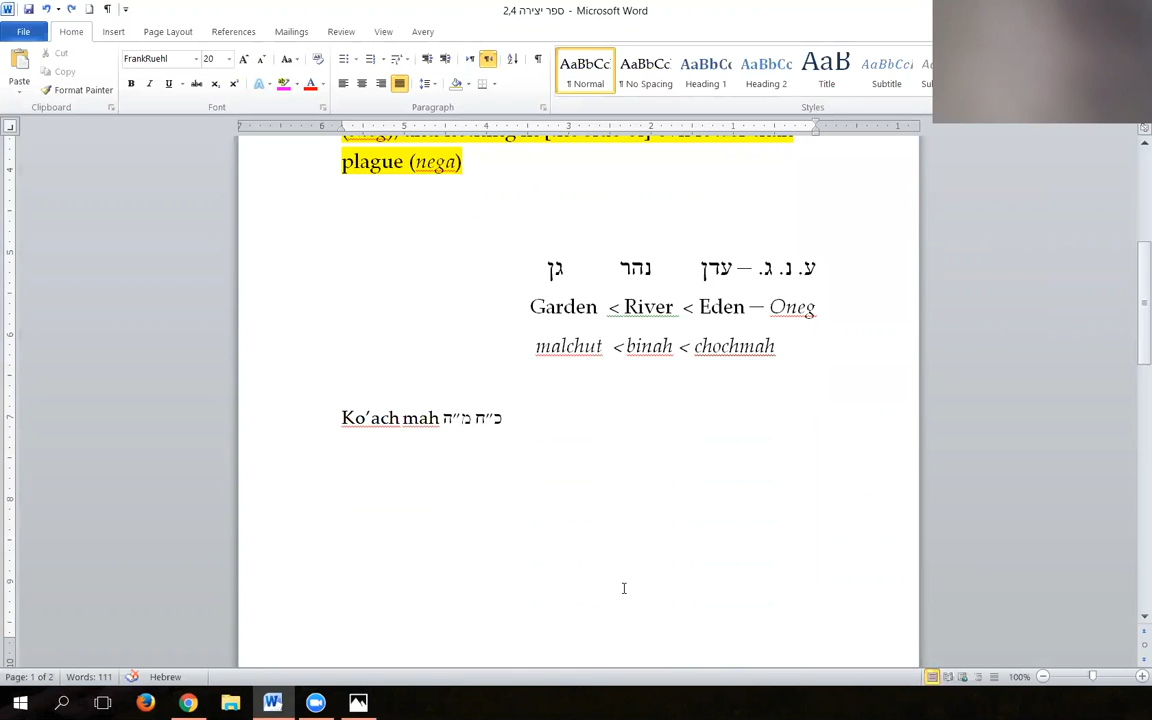 ספר יצירה 2,4 - Microsoft Word
File Home Insert Page Layout References Mailings Review View Avery
Cut
Copy
Paste
Format Painter
Clipboard
FrankRuehl 20
Font
Paragraph
AaBbCc AaBbCc AaBbCc AaBbCc AaB AaBbCc
¶ Normal ¶ No Spacing Heading 1 Heading 2 Title Subtitle
Styles
plague (nega)
ע. נ. ג. – עדן נהר גן
Garden < River < Eden – Oneg
malchut < binah < chochmah
Ko'ach mah כ״ח מ״ה
Page: 1 of 2 Words: 111 Hebrew 100%